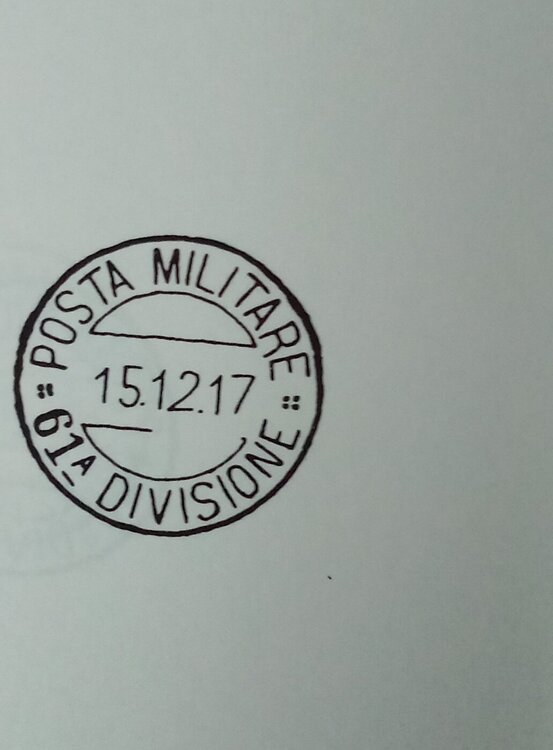 POSTA MILITARE
15.12.17
61ᴬ DIVISIONE